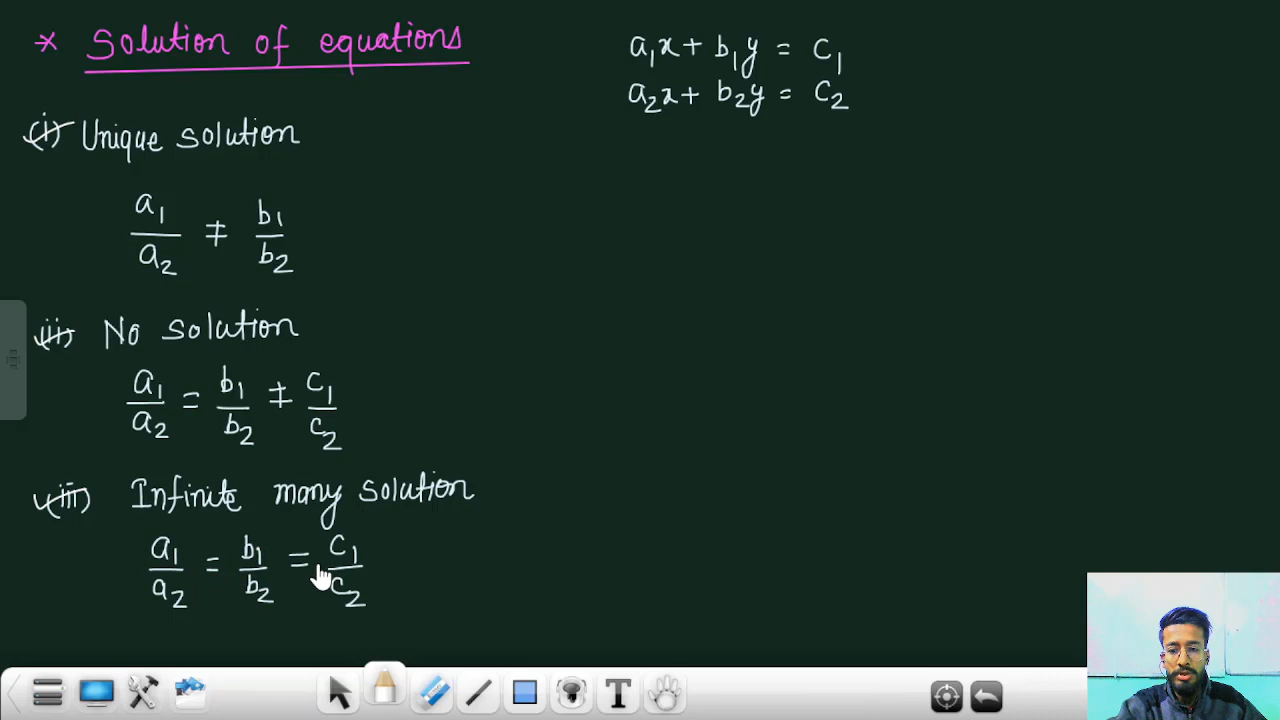 * Solution of equations
a₁x + b₁y = c₁
a₂x + b₂y = c₂
(i) Unique solution
a₁/a₂ ≠ b₁/b₂
(ii) No solution
a₁/a₂ = b₁/b₂ ≠ c₁/c₂
(iii) Infinite many solution
a₁/a₂ = b₁/b₂ = c₁/c₂
T